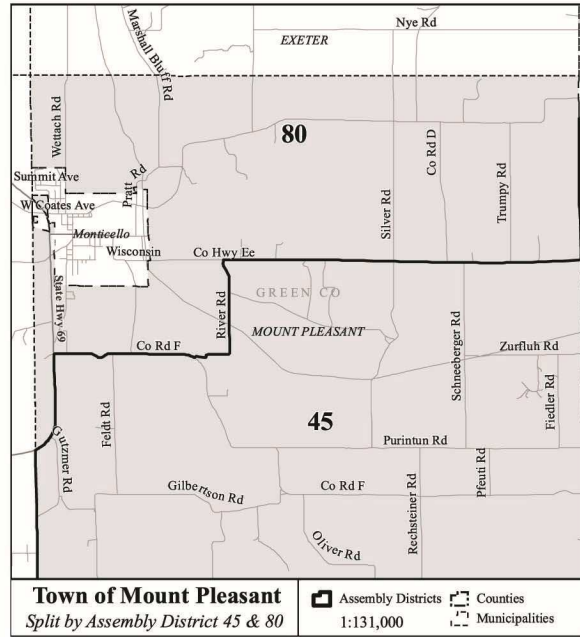 Nye Rd
EXETER
Marshall Bluff Rd
Wettach Rd
80
Co Rd D
Trumpy Rd
Summit Ave
Pratt Rd
W Coates Ave
Silver Rd
Monticello
Wisconsin
Co Hwy Ee
State Hwy 69
GREEN CO
River Rd
MOUNT PLEASANT
Schneeberger Rd
Zurfluh Rd
Co Rd F
Fiedler Rd
Feldt Rd
45
Gutzmer Rd
Purintun Rd
Gilbertson Rd
Co Rd F
Rechsteiner Rd
Pfeuti Rd
Oliver Rd
Town of Mount Pleasant
Split by Assembly District 45 & 80
Assembly Districts
Counties
1:131,000
Municipalities